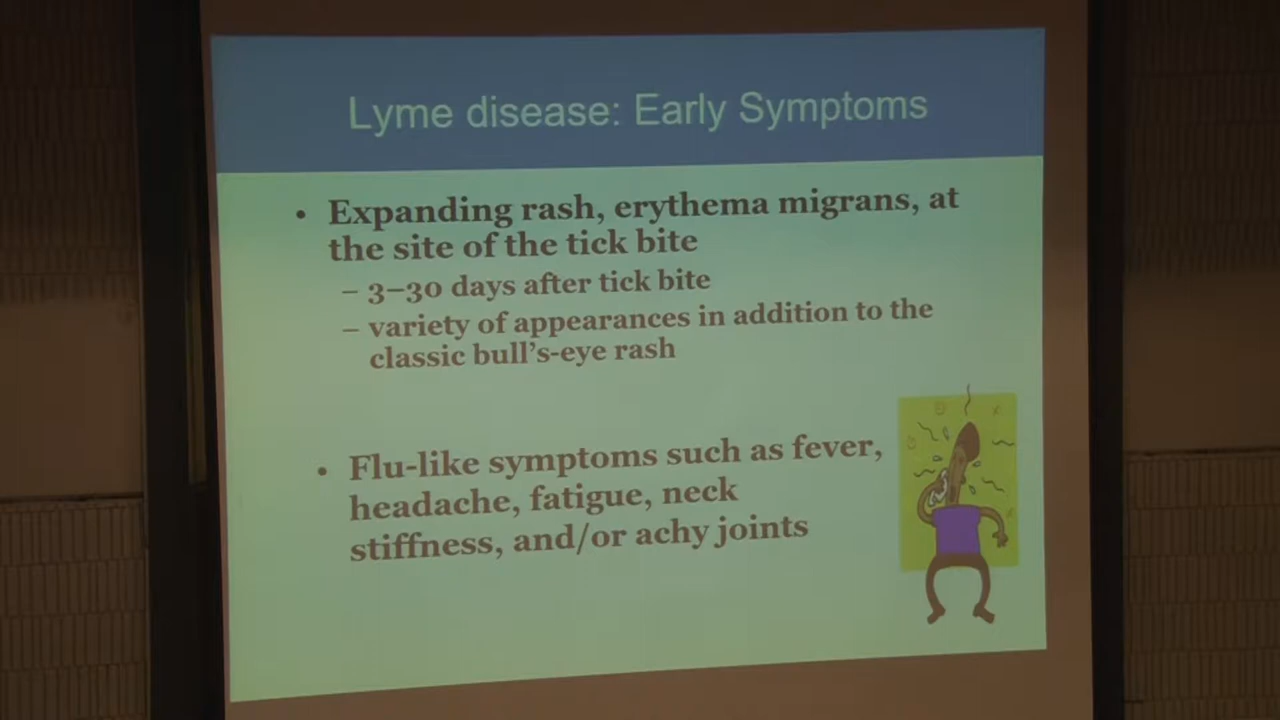 Lyme disease: Early Symptoms
• Expanding rash, erythema migrans, at
the site of the tick bite
– 3–30 days after tick bite
– variety of appearances in addition to the
classic bull's-eye rash
• Flu-like symptoms such as fever,
headache, fatigue, neck
stiffness, and/or achy joints